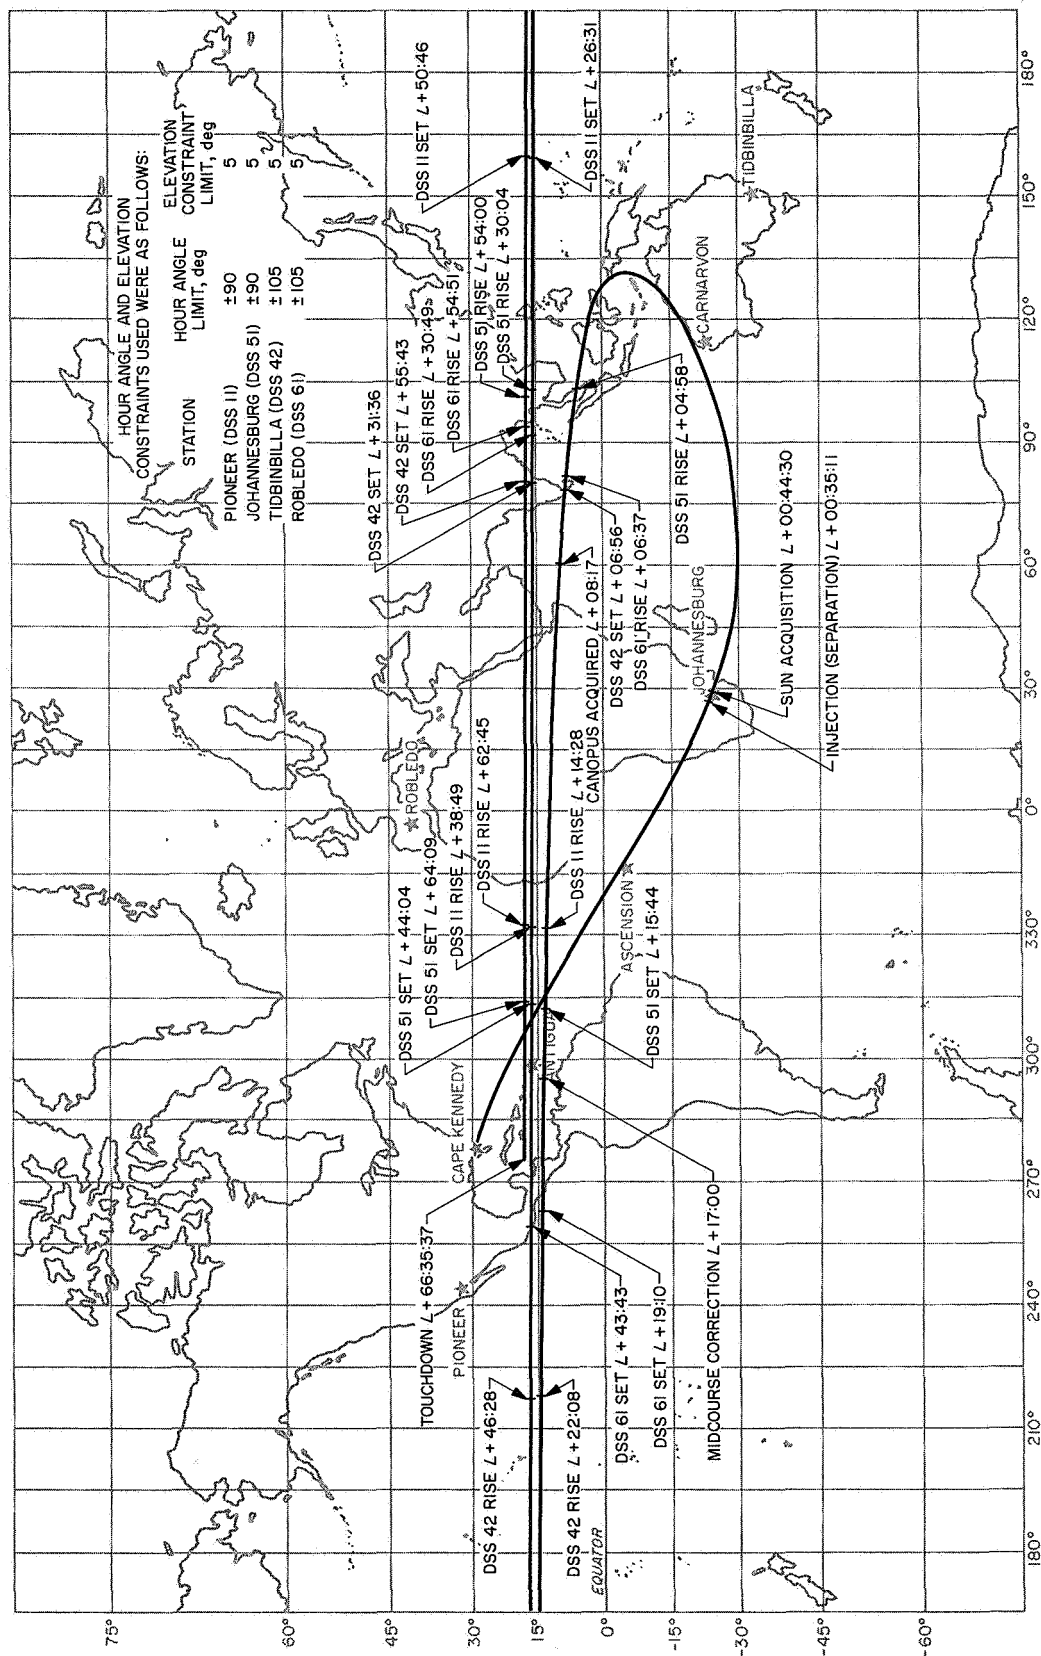 HOUR ANGLE AND ELEVATION
CONSTRAINTS USED WERE AS FOLLOWS:
STATION HOUR ANGLE LIMIT, deg ELEVATION CONSTRAINT LIMIT, deg
PIONEER (DSS 11) ±90 5
JOHANNESBURG (DSS 51) ±90 5
TIDBINBILLA (DSS 42) ±105 5
ROBLEDO (DSS 61) ±105 5
DSS 11 SET L + 50:46
DSS 11 SET L + 26:31
DSS 42 SET L + 31:36
DSS 42 SET L + 55:43
DSS 61 RISE L + 30:49
DSS 61 RISE L + 54:51
DSS 51 RISE L + 54:00
DSS 51 RISE L + 30:04
TIDBINBILLA
CARNARVON
DSS 51 RISE L + 04:58
DSS 61 RISE L + 06:37
DSS 42 SET L + 06:56
CANOPUS ACQUIRED L + 08:17
JOHANNESBURG
SUN ACQUISITION L + 00:44:30
INJECTION (SEPARATION) L + 00:35:11
ROBLEDO
DSS 51 SET L + 44:04
DSS 51 SET L + 64:09
DSS 11 RISE L + 38:49
DSS 11 RISE L + 62:45
DSS 11 RISE L + 14:28
ASCENSION
DSS 51 SET L + 15:44
CAPE KENNEDY
ANTIGUA
TOUCHDOWN L + 66:35:37
PIONEER
DSS 42 RISE L + 46:28
DSS 42 RISE L + 22:08
EQUATOR
DSS 61 SET L + 43:43
DSS 61 SET L + 19:10
MIDCOURSE CORRECTION L + 17:00
75°
60°
45°
30°
15°
0°
-15°
-30°
-45°
-60°
180°
210°
240°
270°
300°
330°
0°
30°
60°
90°
120°
150°
180°